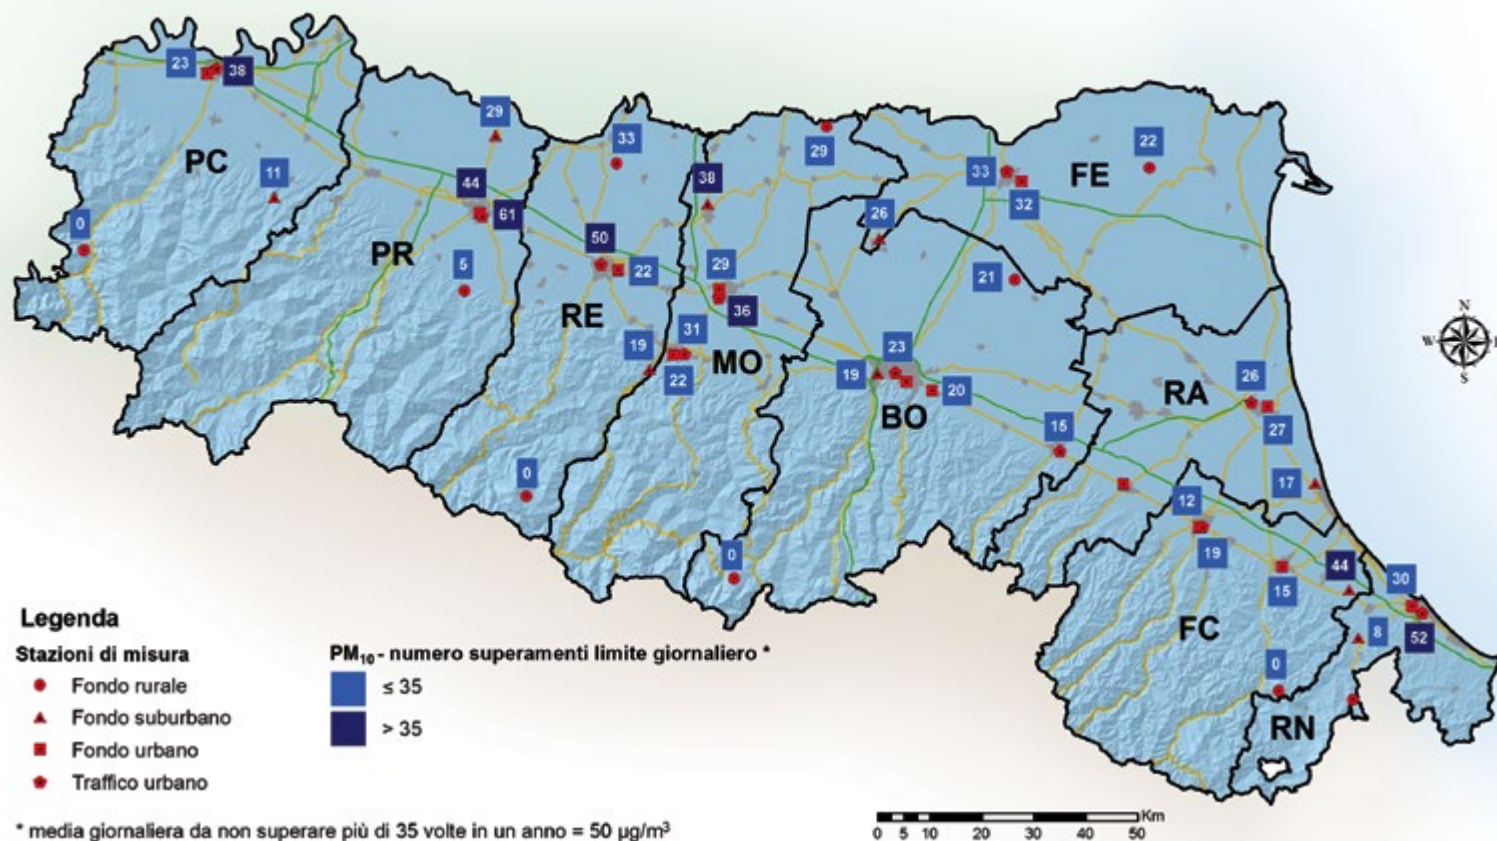 23
38
29
33
29
22
PC
11
44
38
33
FE
26
32
0
61
PR
50
29
5
22
21
RE
36
19
31
MO
23
22
19
20
RA
26
BO
15
27
17
0
12
0
19
44
15
30
FC
8
52
0
RN
N
W
S
Legenda
Stazioni di misura
Fondo rurale
Fondo suburbano
Fondo urbano
Traffico urbano
PM10 - numero superamenti limite giornaliero *
≤ 35
> 35
* media giornaliera da non superare più di 35 volte in un anno = 50 µg/m³
Km
0 5 10 20 30 40 50